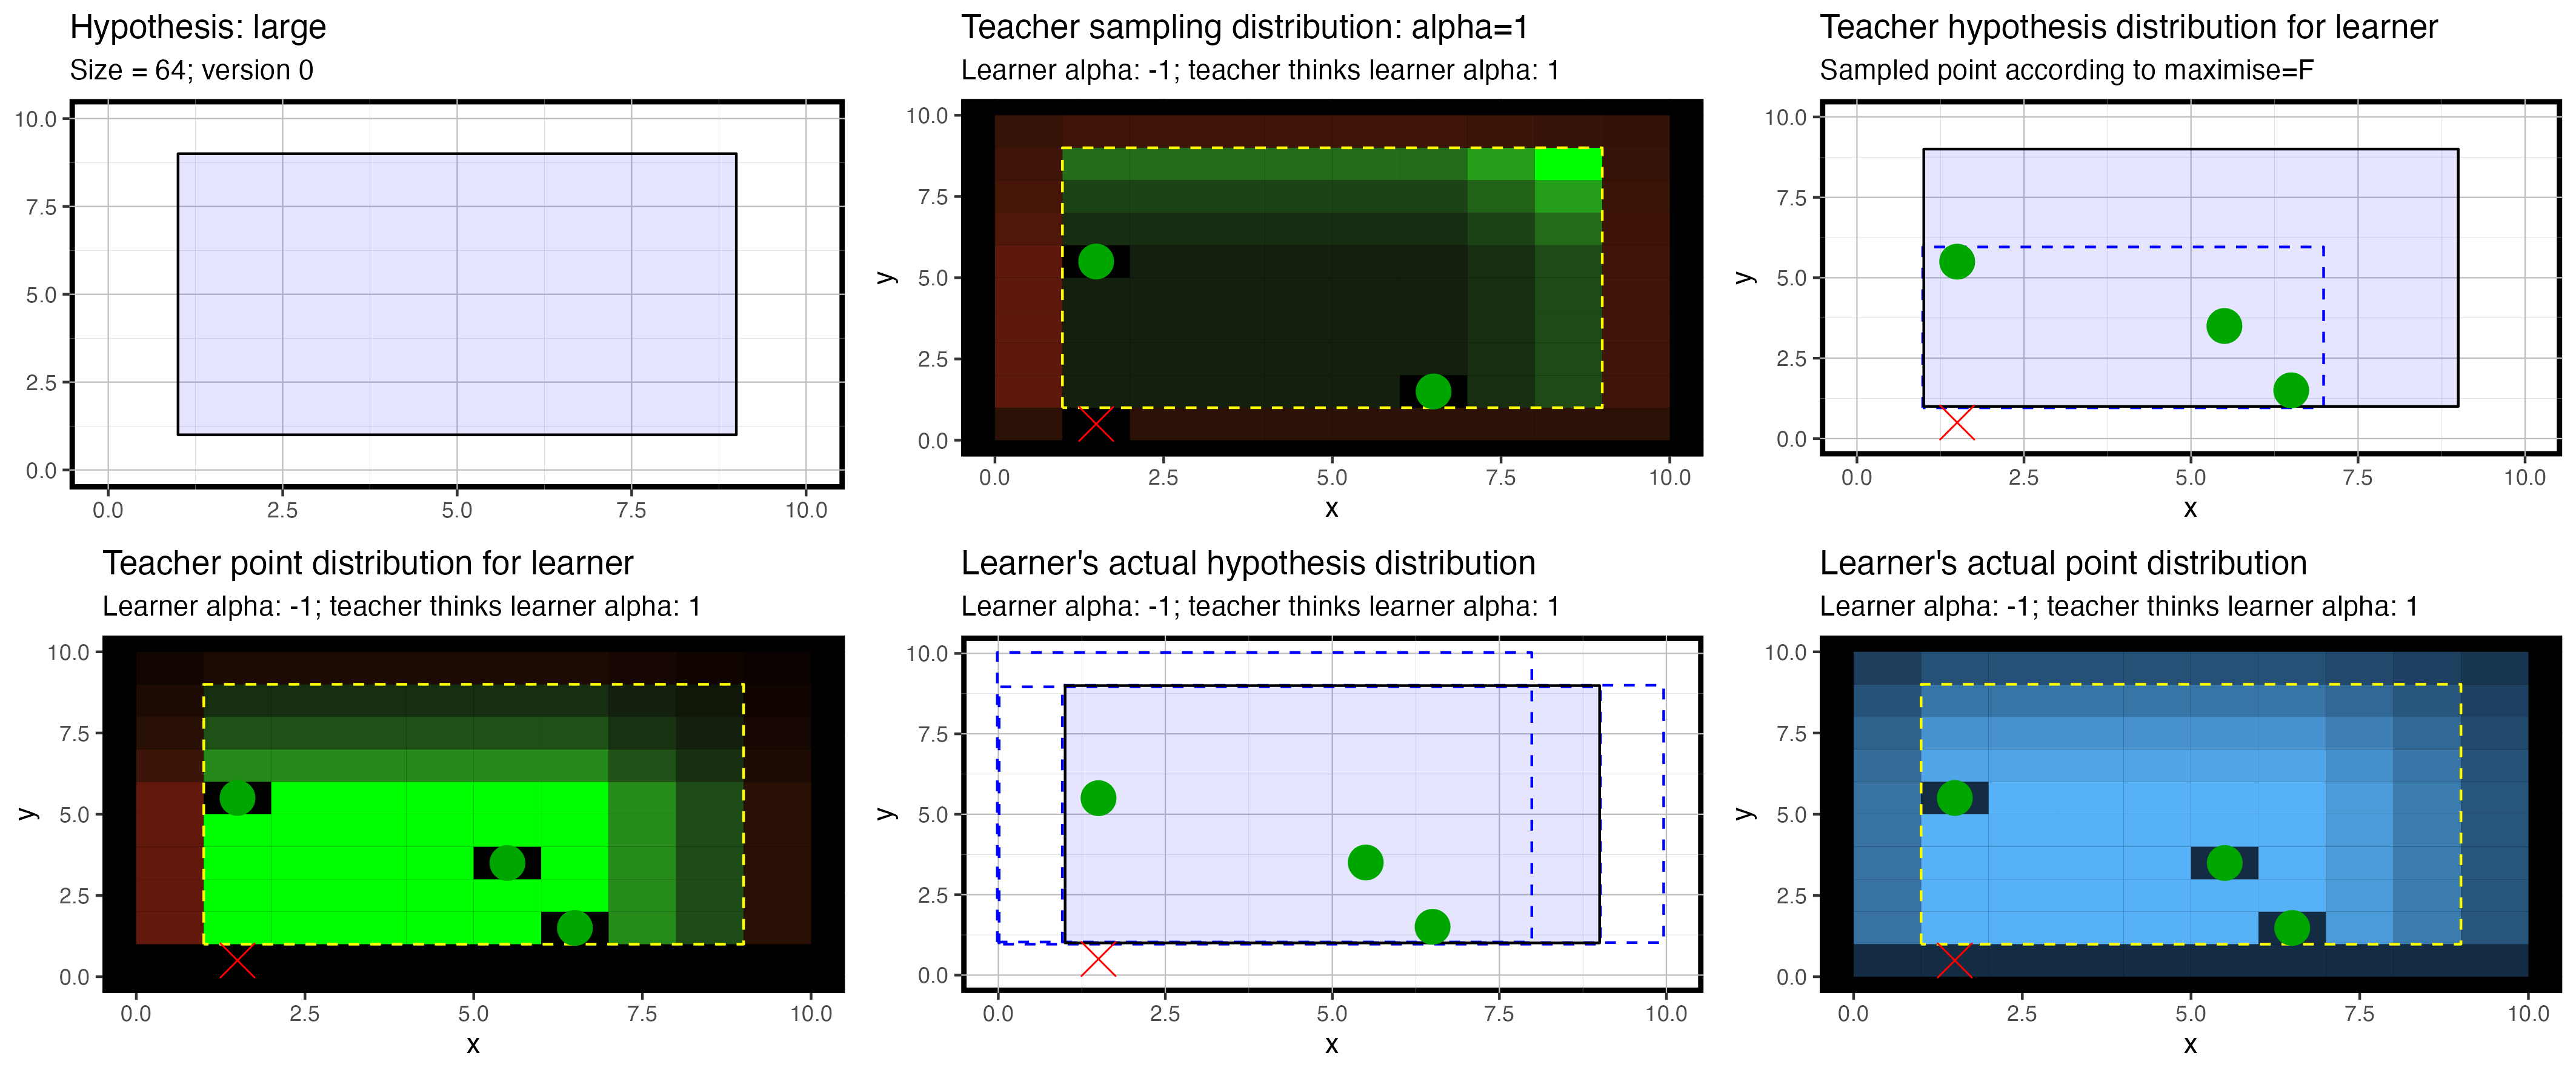 Hypothesis: large
Size = 64; version 0
10.0
7.5
5.0
2.5
0.0
0.0 2.5 5.0 7.5 10.0
Teacher sampling distribution: alpha=1
Learner alpha: -1; teacher thinks learner alpha: 1
10.0
7.5
5.0
2.5
0.0
y
0.0 2.5 5.0 7.5 10.0
x
Teacher hypothesis distribution for learner
Sampled point according to maximise=F
10.0
7.5
5.0
2.5
0.0
y
0.0 2.5 5.0 7.5 10.0
x
Teacher point distribution for learner
Learner alpha: -1; teacher thinks learner alpha: 1
10.0
7.5
5.0
2.5
0.0
y
0.0 2.5 5.0 7.5 10.0
x
Learner's actual hypothesis distribution
Learner alpha: -1; teacher thinks learner alpha: 1
10.0
7.5
5.0
2.5
0.0
y
0.0 2.5 5.0 7.5 10.0
x
Learner's actual point distribution
Learner alpha: -1; teacher thinks learner alpha: 1
10.0
7.5
5.0
2.5
0.0
y
0.0 2.5 5.0 7.5 10.0
x